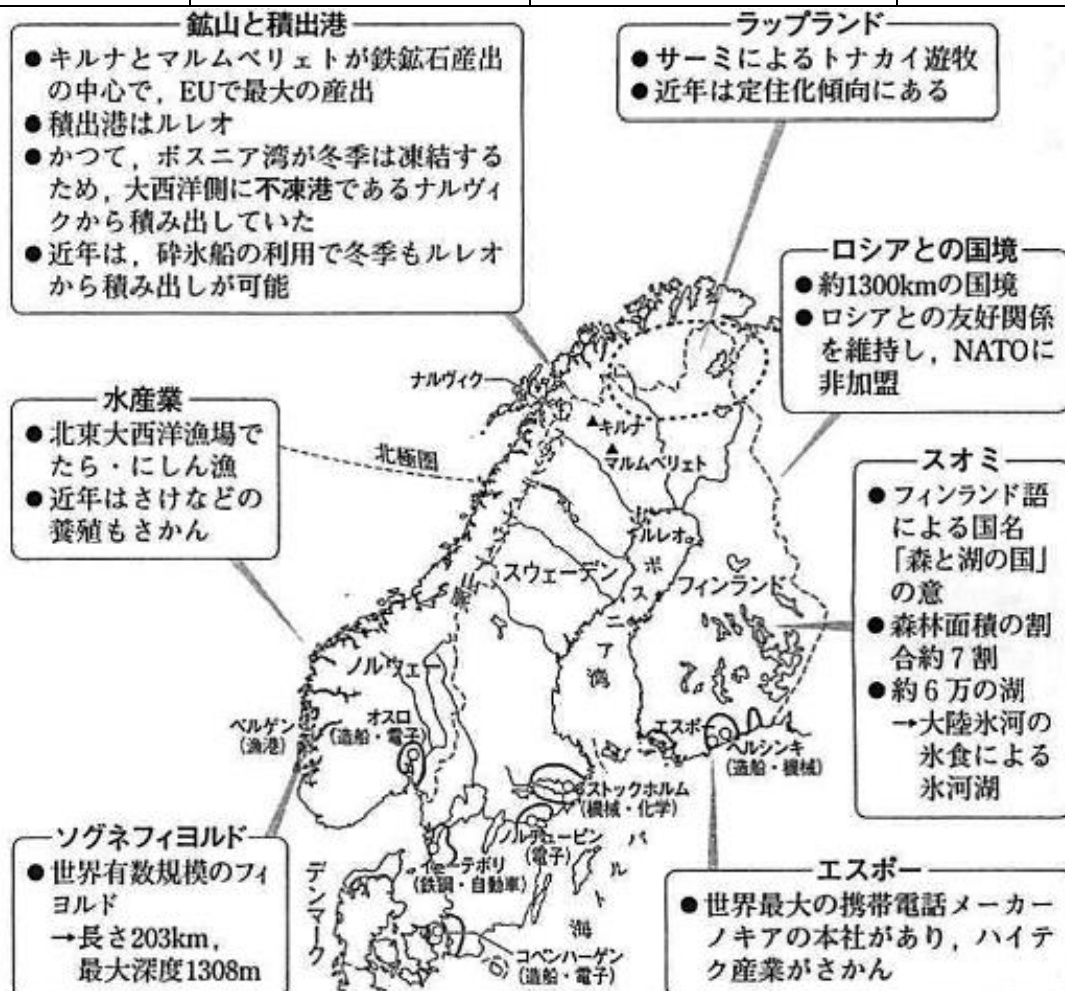 鉱山と積出港
●キルナとマルムベリェトが鉄鉱石産出
の中心で，EUで最大の産出
●積出港はルレオ
●かつて，ボスニア湾が冬季は凍結する
ため，大西洋側に不凍港であるナルヴィ
クから積み出していた
●近年は，砕氷船の利用で冬季もルレオ
から積み出しが可能
ラップランド
●サーミによるトナカイ遊牧
●近年は定住化傾向にある
ロシアとの国境
●約1300kmの国境
●ロシアとの友好関係
を維持し，NATOに
非加盟
水産業
●北東大西洋漁場で
たら・にしん漁
●近年はさけなどの
養殖もさかん
スオミ
●フィンランド語
による国名
「森と湖の国」
の意
●森林面積の割
合約7割
●約6万の湖
→大陸氷河の
氷食による
氷河湖
ナルヴィク
▲キルナ
▲マルムベリェト
北極圏
ルレオ
スウェーデン
フィンランド
ボスニア湾
山脈
ノルウェー
ベルゲン
(漁港)
オスロ
(造船・電子)
エスポー
ヘルシンキ
(造船・機械)
ストックホルム
(機械・化学)
ノルチェーピン
(電子)
イェーテボリ
(鉄鋼・自動車)
バルト海
デンマーク
コペンハーゲン
(造船・電子)
ソグネフィヨルド
●世界有数規模のフィ
ヨルド
→長さ203km，
最大深度1308m
エスポー
●世界最大の携帯電話メーカー
ノキアの本社があり，ハイテ
ク産業がさかん